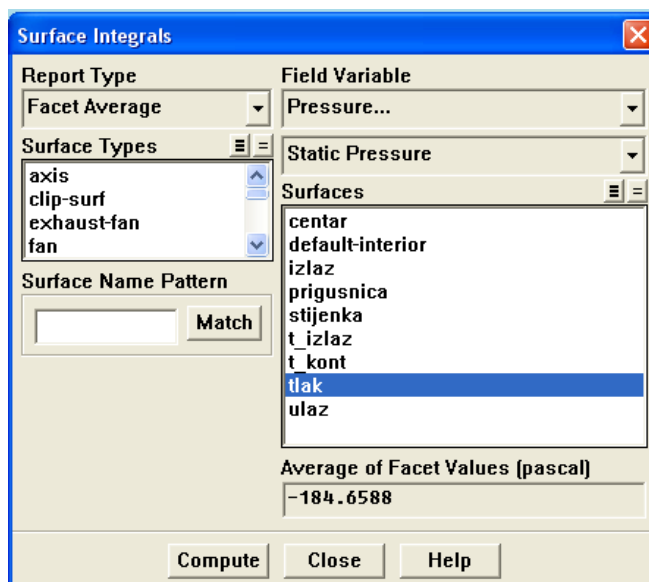 Surface Integrals
Report Type
Facet Average
Surface Types
axis
clip-surf
exhaust-fan
fan
Surface Name Pattern
Match
Field Variable
Pressure...
Static Pressure
Surfaces
centar
default-interior
izlaz
prigusnica
stijenka
t_izlaz
t_kont
tlak
ulaz
Average of Facet Values (pascal)
-184.6588
Compute
Close
Help